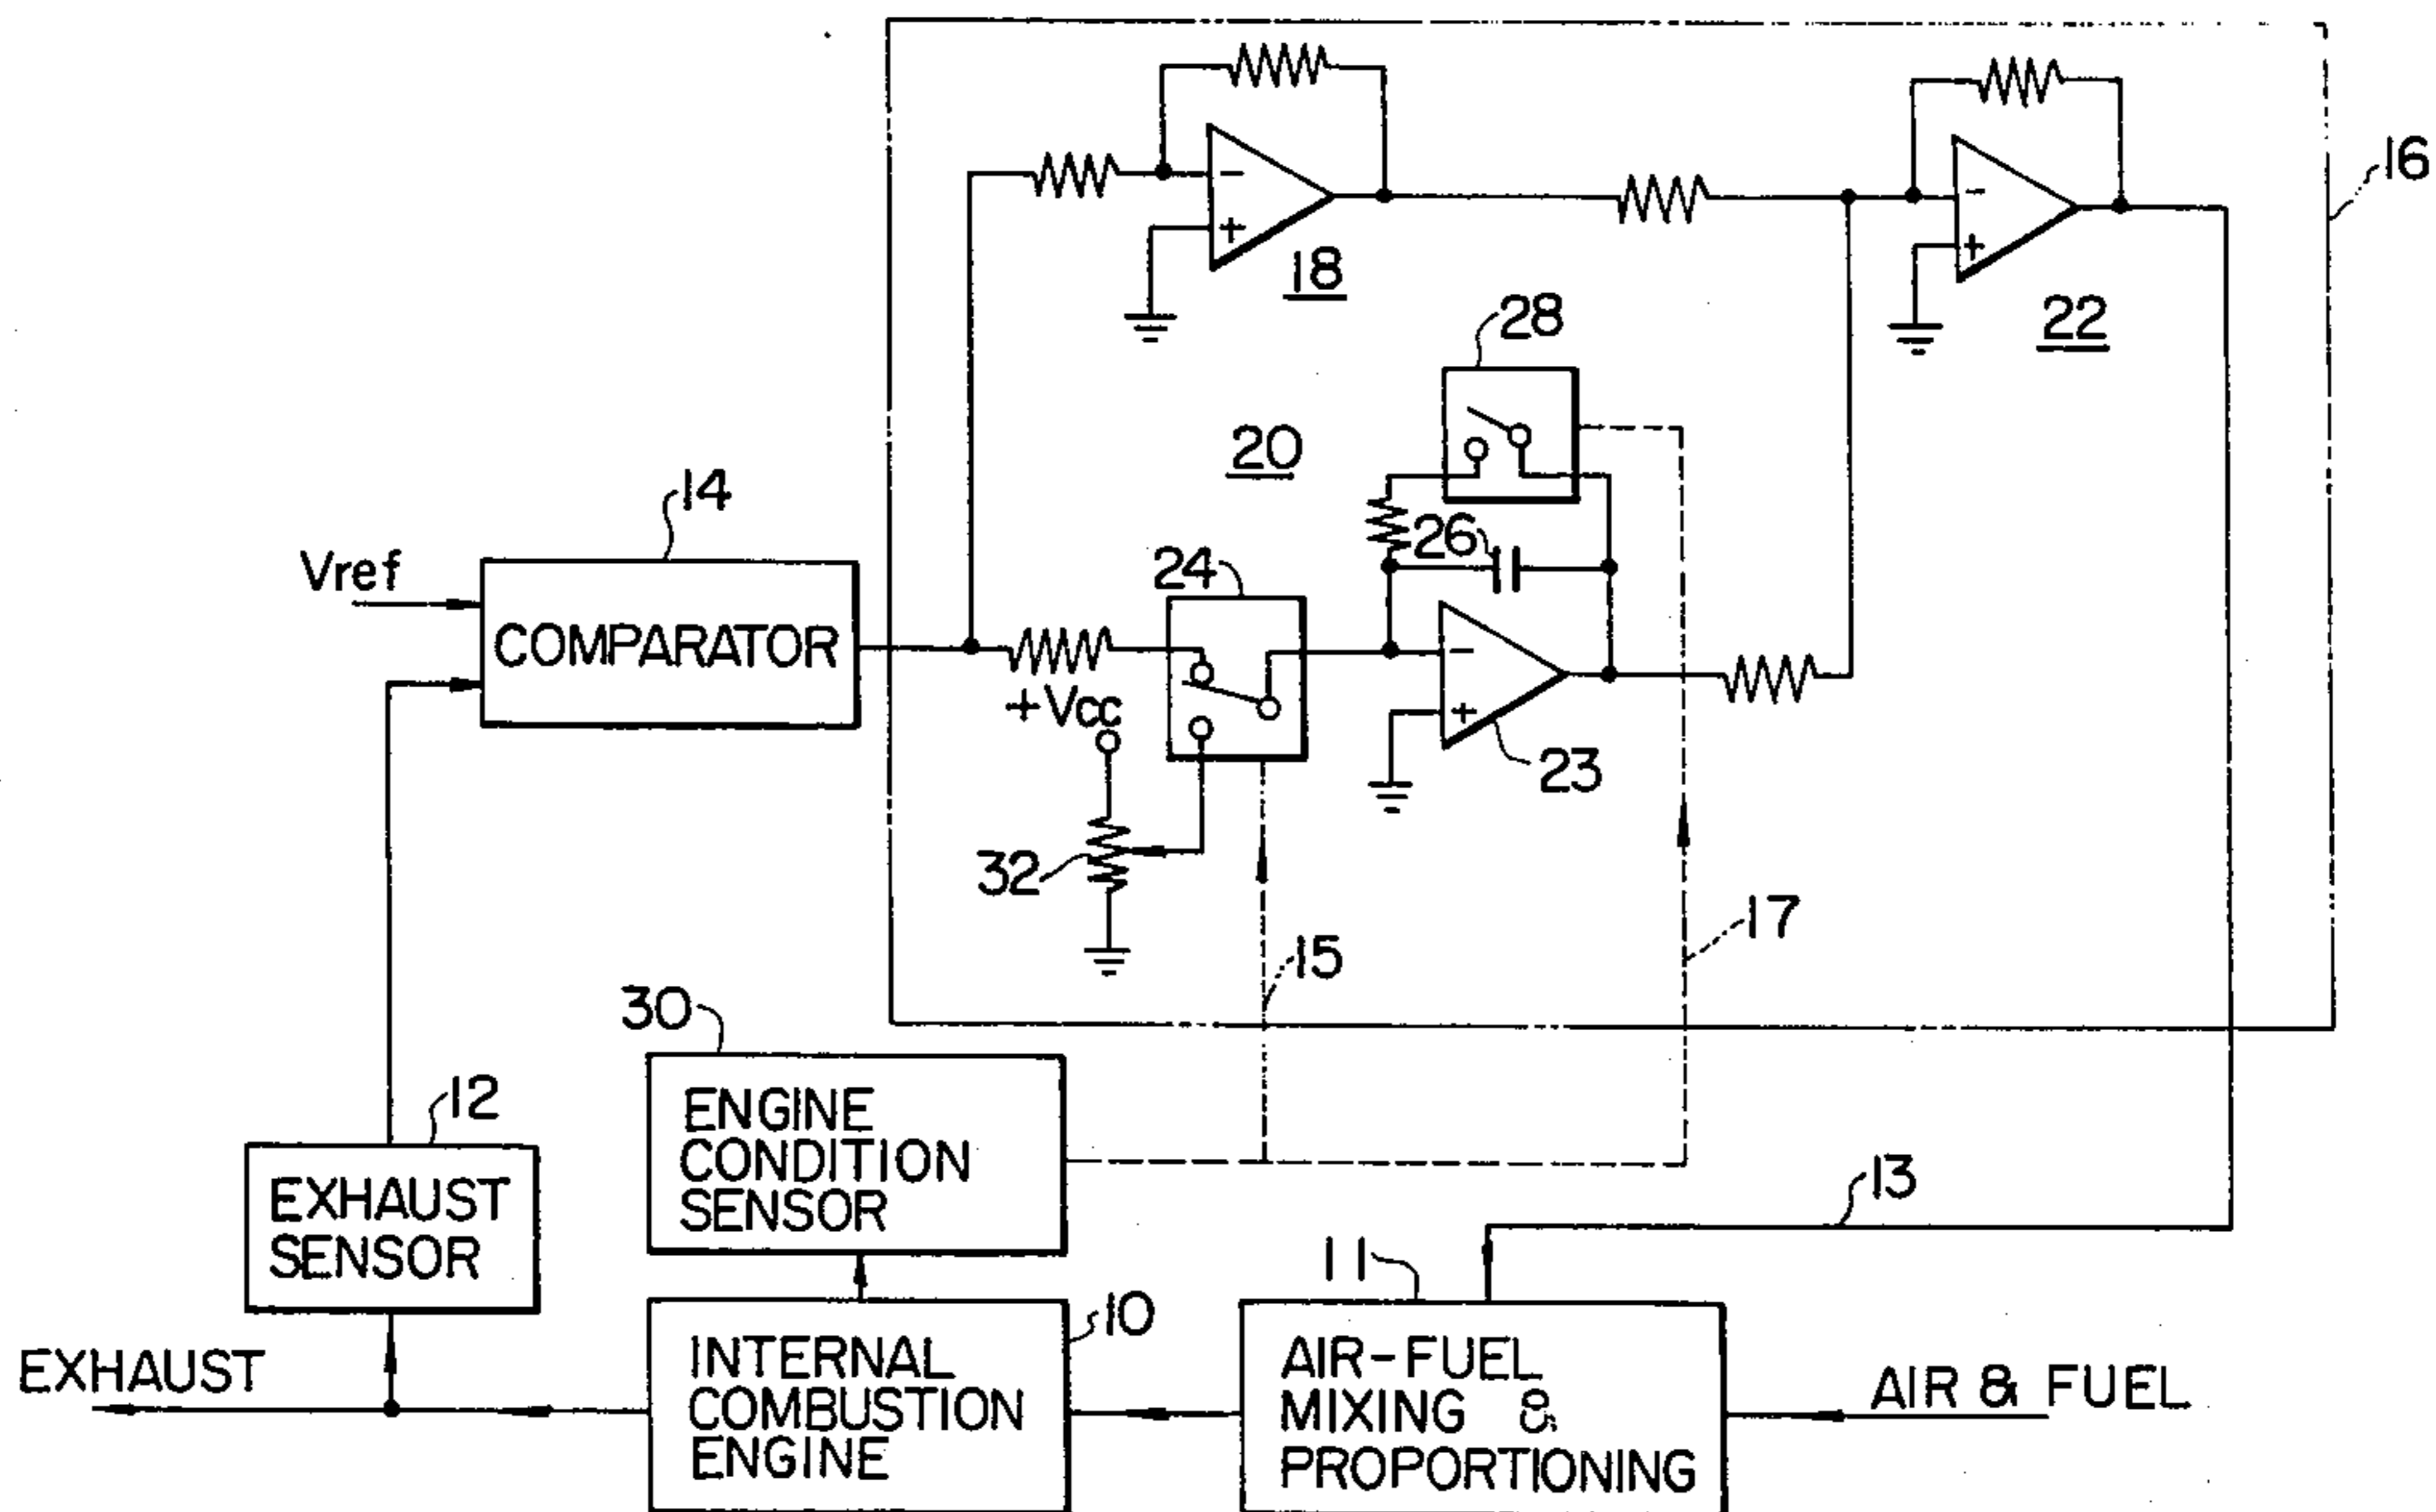 16
-
+
18
-
+
22
28
20
14
Vref
COMPARATOR
24
26
-
+
23
+Vcc
32
15
17
30
ENGINE
CONDITION
SENSOR
12
EXHAUST
SENSOR
13
11
10
EXHAUST
INTERNAL
COMBUSTION
ENGINE
AIR-FUEL
MIXING &
PROPORTIONING
AIR & FUEL